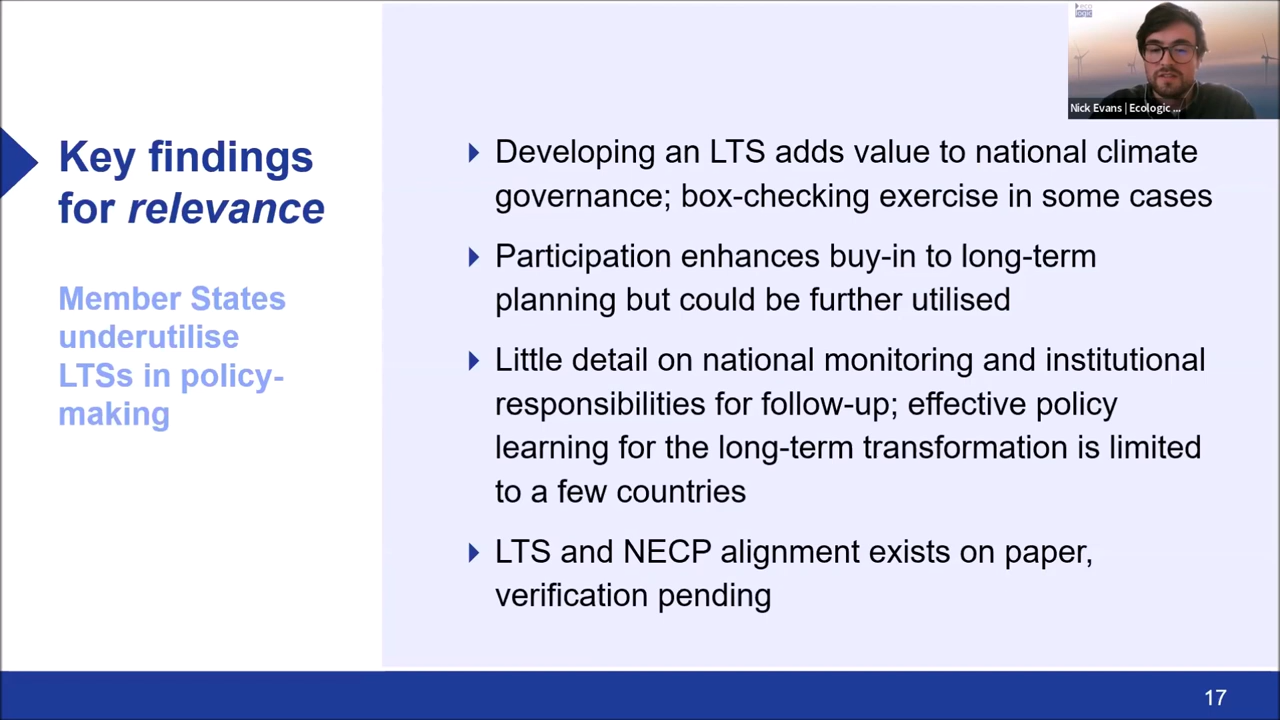 eco
logic
Nick Evans | Ecologic ...
Key findings
for relevance
Member States
underutilise
LTSs in policy-
making
Developing an LTS adds value to national climate
governance; box-checking exercise in some cases
Participation enhances buy-in to long-term
planning but could be further utilised
Little detail on national monitoring and institutional
responsibilities for follow-up; effective policy
learning for the long-term transformation is limited
to a few countries
LTS and NECP alignment exists on paper,
verification pending
17